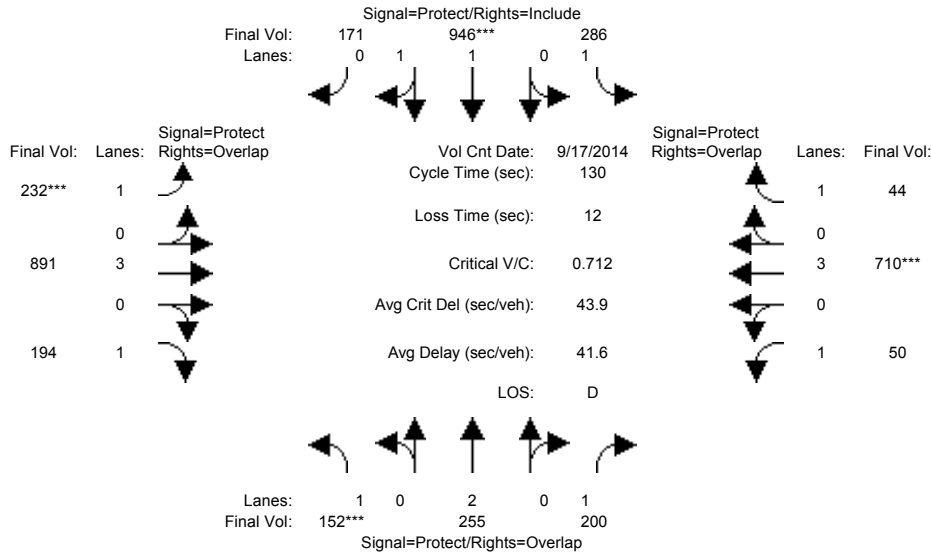 Signal=Protect/Rights=Include
Final Vol: 171 946*** 286
Lanes: 0 1 1 0 1
Signal=Protect Signal=Protect
Final Vol: Lanes: Rights=Overlap Vol Cnt Date: 9/17/2014 Rights=Overlap Lanes: Final Vol:
Cycle Time (sec): 130
232*** 1 1 44
Loss Time (sec): 12
0 0
891 3 Critical V/C: 0.712 3 710***
0 Avg Crit Del (sec/veh): 43.9 0
194 1 Avg Delay (sec/veh): 41.6 1 50
LOS: D
Lanes: 1 0 2 0 1
Final Vol: 152*** 255 200
Signal=Protect/Rights=Overlap